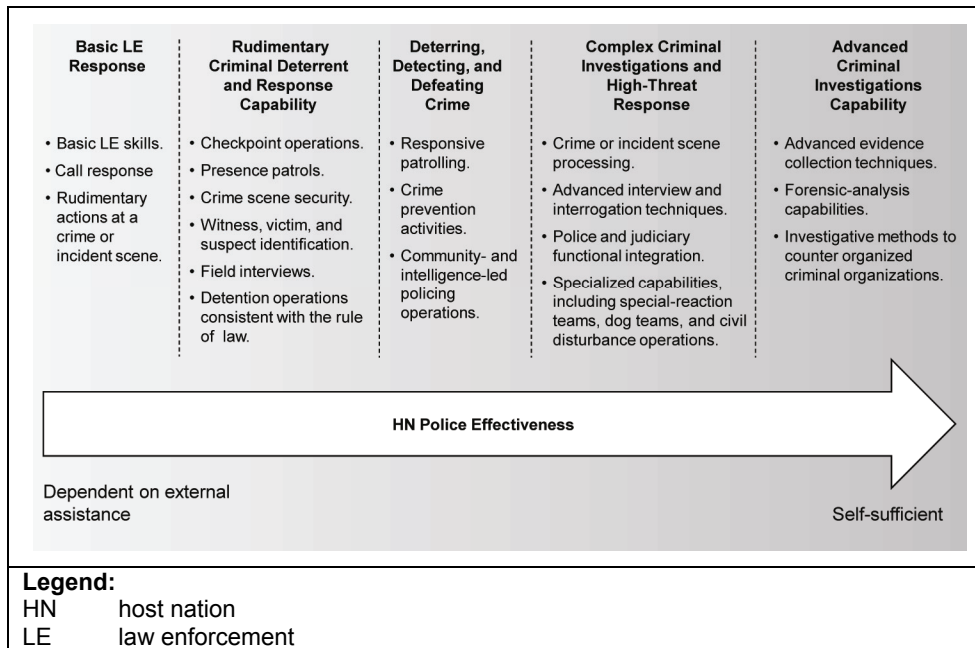 Basic LE
Response
• Basic LE skills.
• Call response
• Rudimentary
actions at a
crime or
incident scene.
Rudimentary
Criminal Deterrent
and Response
Capability
• Checkpoint operations.
• Presence patrols.
• Crime scene security.
• Witness, victim, and
suspect identification.
• Field interviews.
• Detention operations
consistent with the rule
of law.
Deterring,
Detecting, and
Defeating
Crime
• Responsive
patrolling.
• Crime
prevention
activities.
• Community- and
intelligence-led
policing
operations.
Complex Criminal
Investigations and
High-Threat
Response
• Crime or incident scene
processing.
• Advanced interview and
interrogation techniques.
• Police and judiciary
functional integration.
• Specialized capabilities,
including special-reaction
teams, dog teams, and civil
disturbance operations.
Advanced
Criminal
Investigations
Capability
• Advanced evidence
collection techniques.
• Forensic-analysis
capabilities.
• Investigative methods to
counter organized
criminal organizations.
HN Police Effectiveness
Dependent on external
assistance
Self-sufficient
Legend:
HN host nation
LE law enforcement